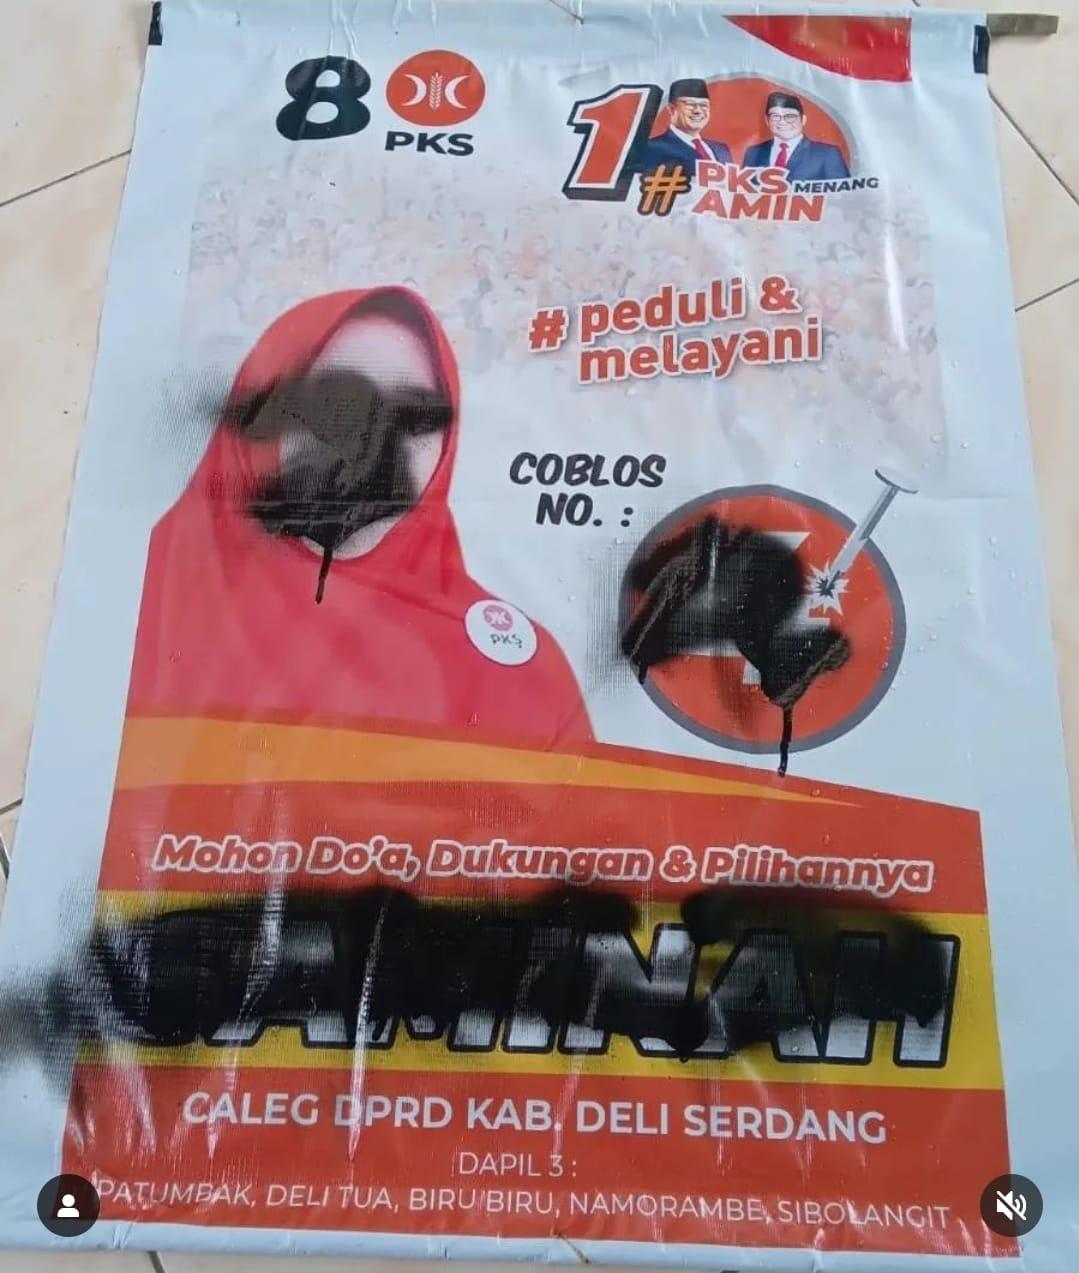 8 PKS
1
# PKS MENANG
AMIN
# peduli &
melayani
PKS
COBLOS
NO. :
Mohon Do'a, Dukungan & Pilihannya
CALEG DPRD KAB. DELI SERDANG
DAPIL 3 :
PATUMBAK, DELI TUA, BIRU BIRU, NAMORAMBE, SIBOLANGIT